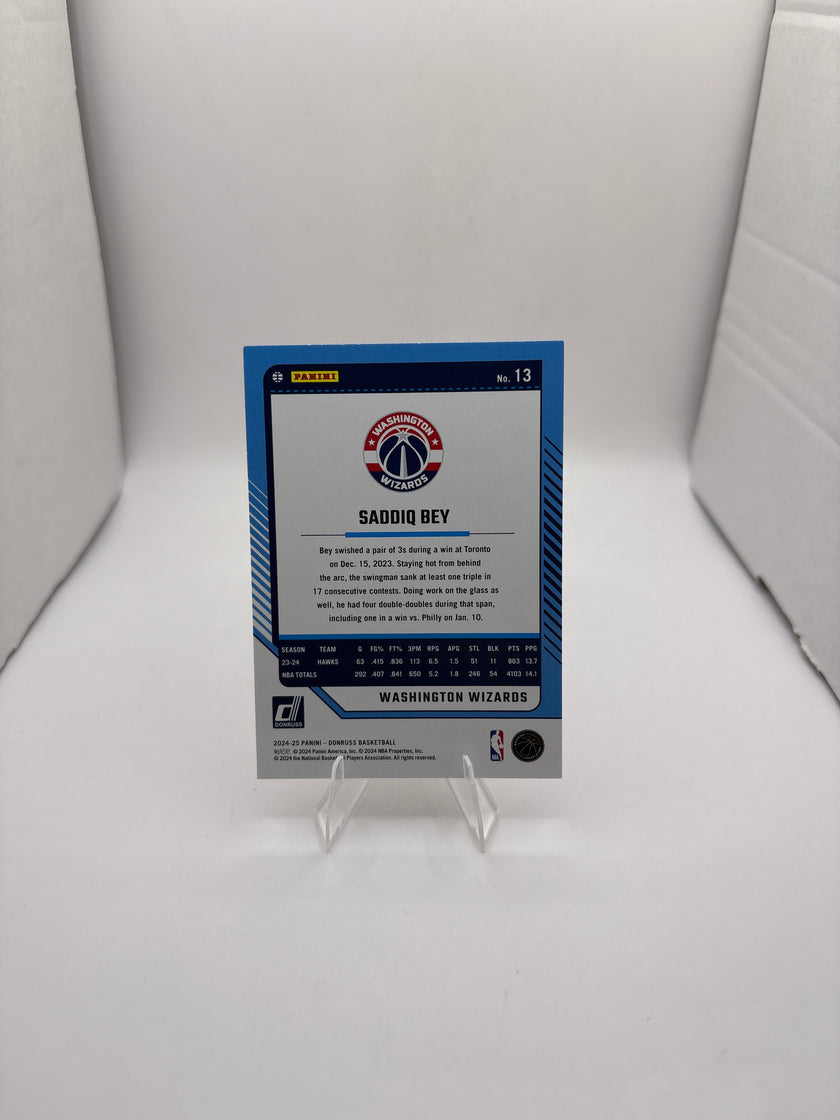 PANINI
No. 13
WASHINGTON
WIZARDS
SADDIQ BEY
Bey swished a pair of 3s during a win at Toronto
on Dec. 15, 2023. Staying hot from behind
the arc, the swingman sank at least one triple in
17 consecutive contests. Doing work on the glass as
well, he had four double-doubles during that span,
including one in a win vs. Philly on Jan. 10.
SEASON TEAM G FG% FT% 3PM RPG APG STL BLK PTS PPG
23-24 HAWKS 63 .415 .836 113 6.5 1.5 51 11 863 13.7
NBA TOTALS 292 .407 .841 650 5.2 1.8 246 54 4103 14.1
WASHINGTON WIZARDS
DONRUSS
2024-25 PANINI – DONRUSS BASKETBALL
帕尼尼 © 2024 Panini America, Inc. © 2024 NBA Properties, Inc.
© 2024 the National Basket Players Association. All rights reserved.
NBA